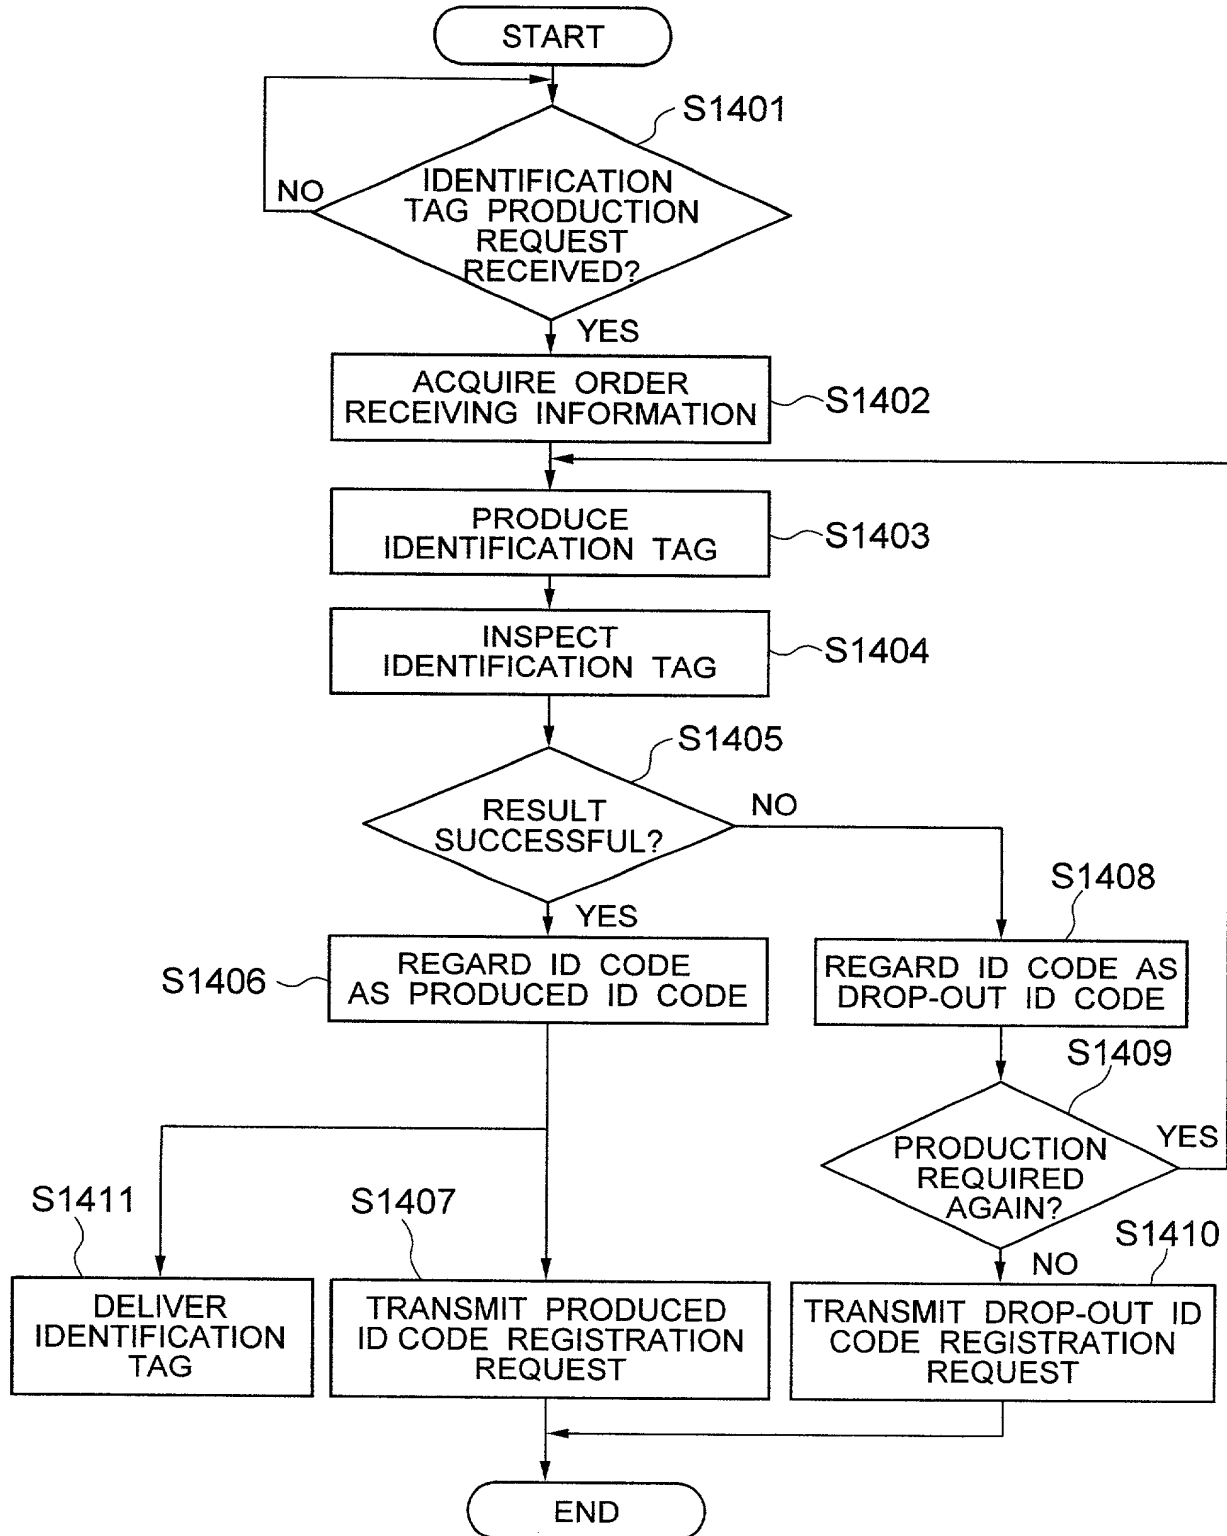 START
S1401
NO
IDENTIFICATION
TAG PRODUCTION
REQUEST
RECEIVED?
YES
ACQUIRE ORDER
RECEIVING INFORMATION
S1402
PRODUCE
IDENTIFICATION TAG
S1403
INSPECT
IDENTIFICATION TAG
S1404
S1405
RESULT
SUCCESSFUL?
NO
YES
S1408
S1406
REGARD ID CODE
AS PRODUCED ID CODE
REGARD ID CODE AS
DROP-OUT ID CODE
S1409
PRODUCTION
REQUIRED
AGAIN?
YES
S1411
S1407
S1410
NO
DELIVER
IDENTIFICATION
TAG
TRANSMIT PRODUCED
ID CODE REGISTRATION
REQUEST
TRANSMIT DROP-OUT ID
CODE REGISTRATION
REQUEST
END